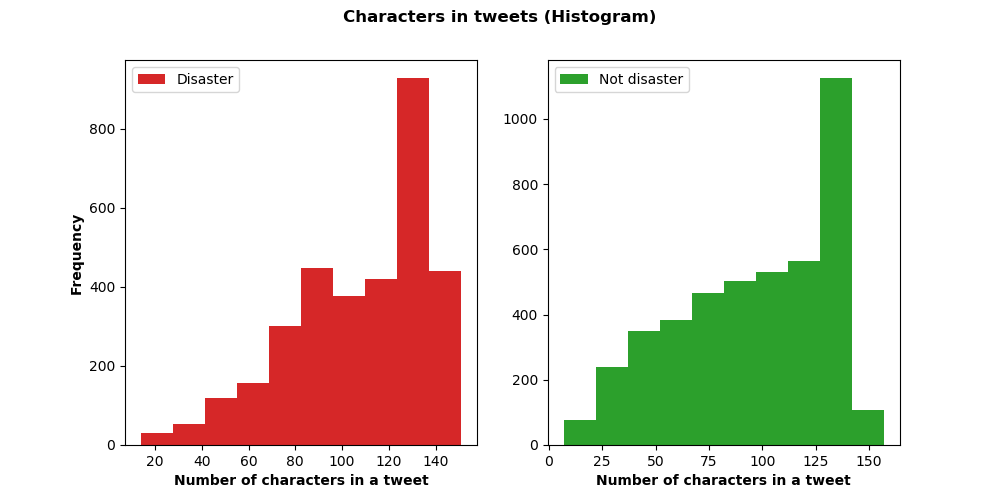 Characters in tweets (Histogram)
Disaster
800
600
400
200
0
Frequency
20 40 60 80 100 120 140
Number of characters in a tweet
Not disaster
1000
800
600
400
200
0
0 25 50 75 100 125 150
Number of characters in a tweet